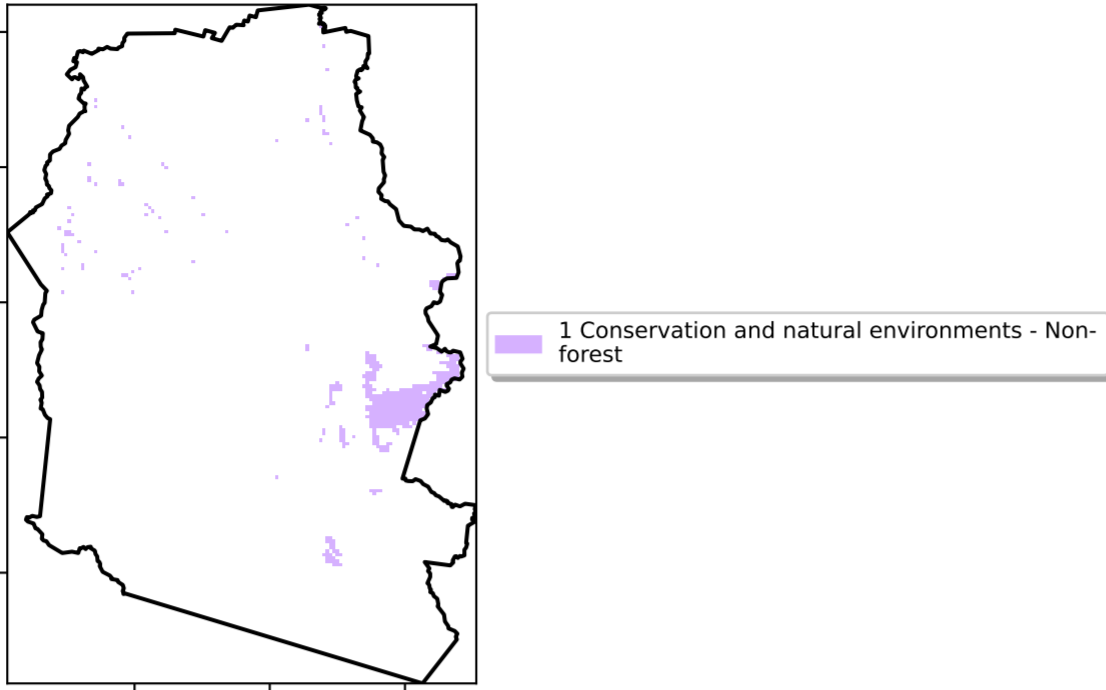 1 Conservation and natural environments - Non-
forest